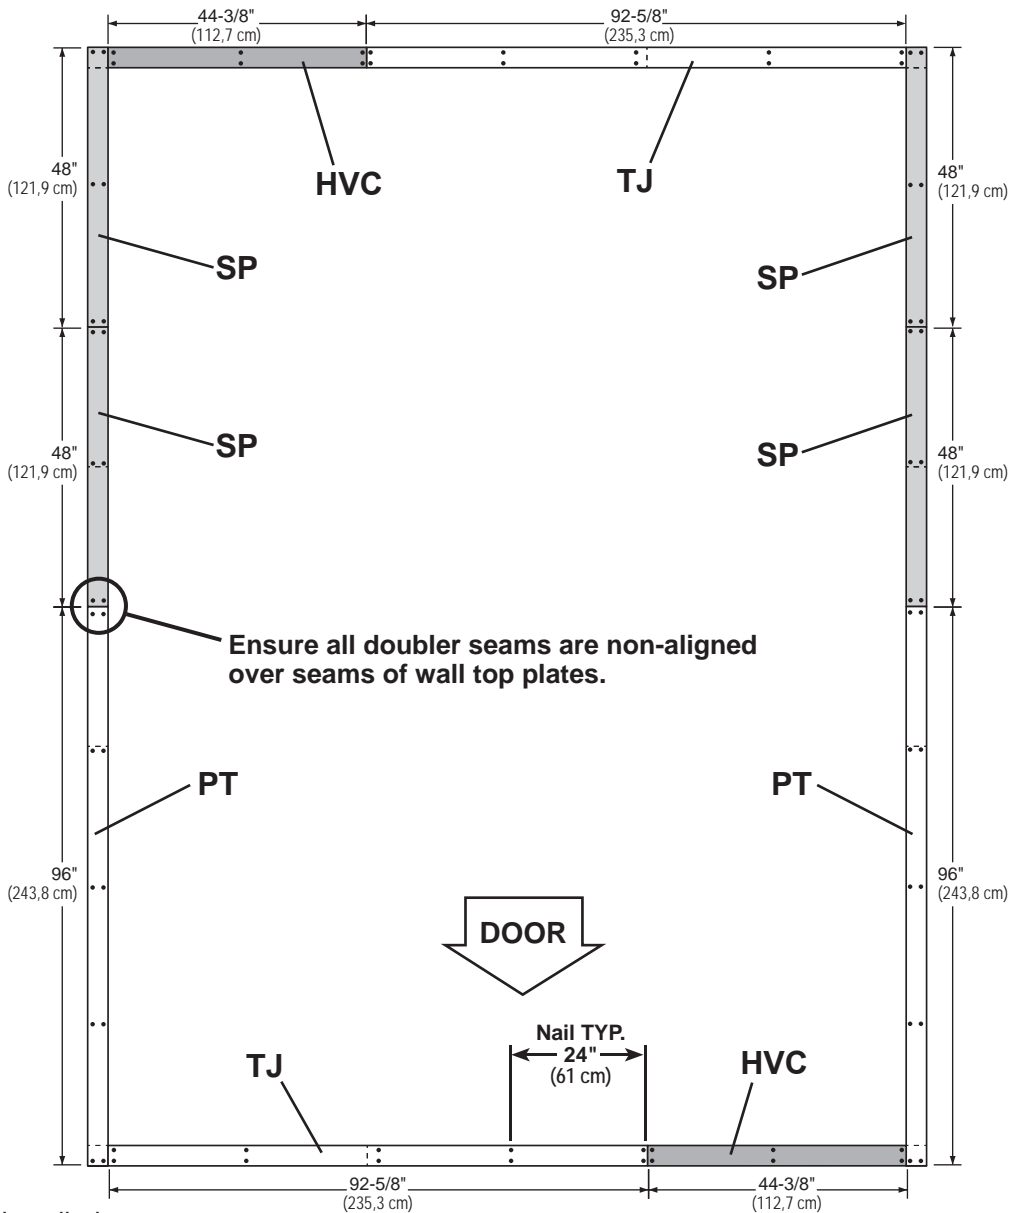 44-3/8"
(112,7 cm)
92-5/8"
(235,3 cm)
48"
(121,9 cm)
HVC
TJ
48"
(121,9 cm)
SP
SP
48"
(121,9 cm)
SP
SP
48"
(121,9 cm)
Ensure all doubler seams are non-aligned
over seams of wall top plates.
PT
PT
96"
(243,8 cm)
96"
(243,8 cm)
DOOR
Nail TYP.
24"
(61 cm)
TJ
HVC
92-5/8"
(235,3 cm)
44-3/8"
(112,7 cm)